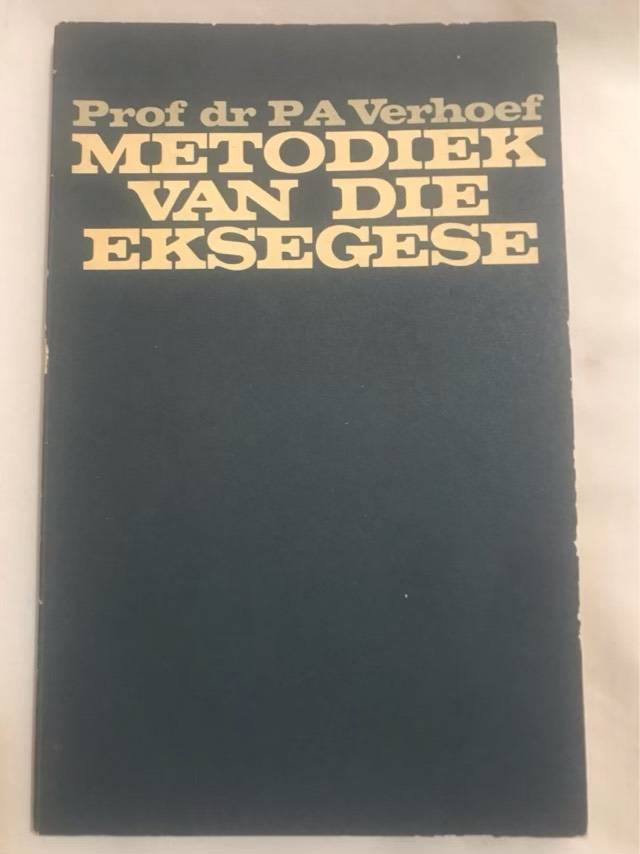 Prof dr P A Verhoef
METODIEK
VAN DIE
EKSEGESE